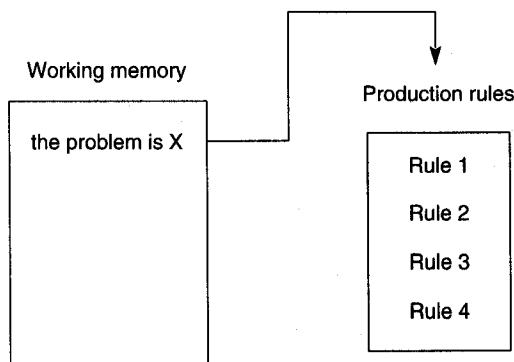 Working memory
the problem is X
Production rules
Rule 1
Rule 2
Rule 3
Rule 4